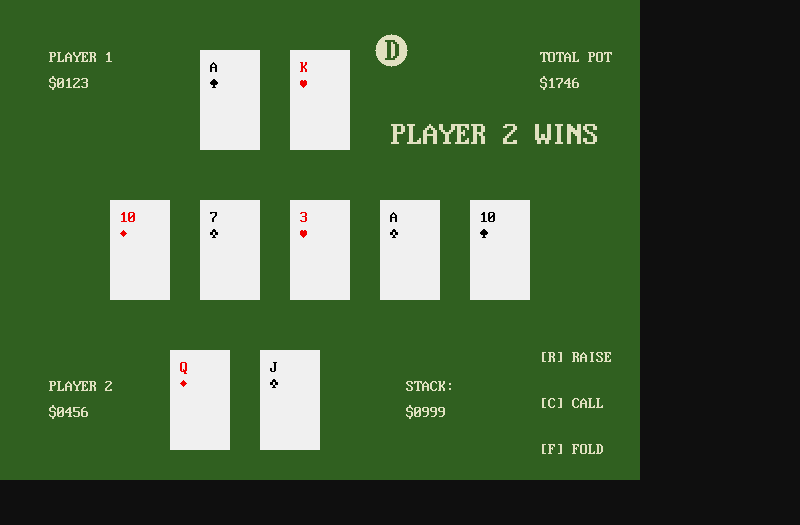 PLAYER 1
$0123
A
♠
K
♥
D
TOTAL POT
$1746
PLAYER 2 WINS
10
♦
7
♣
3
♥
A
♣
10
♠
PLAYER 2
$0456
Q
♦
J
♣
STACK:
$0999
[R] RAISE
[C] CALL
[F] FOLD